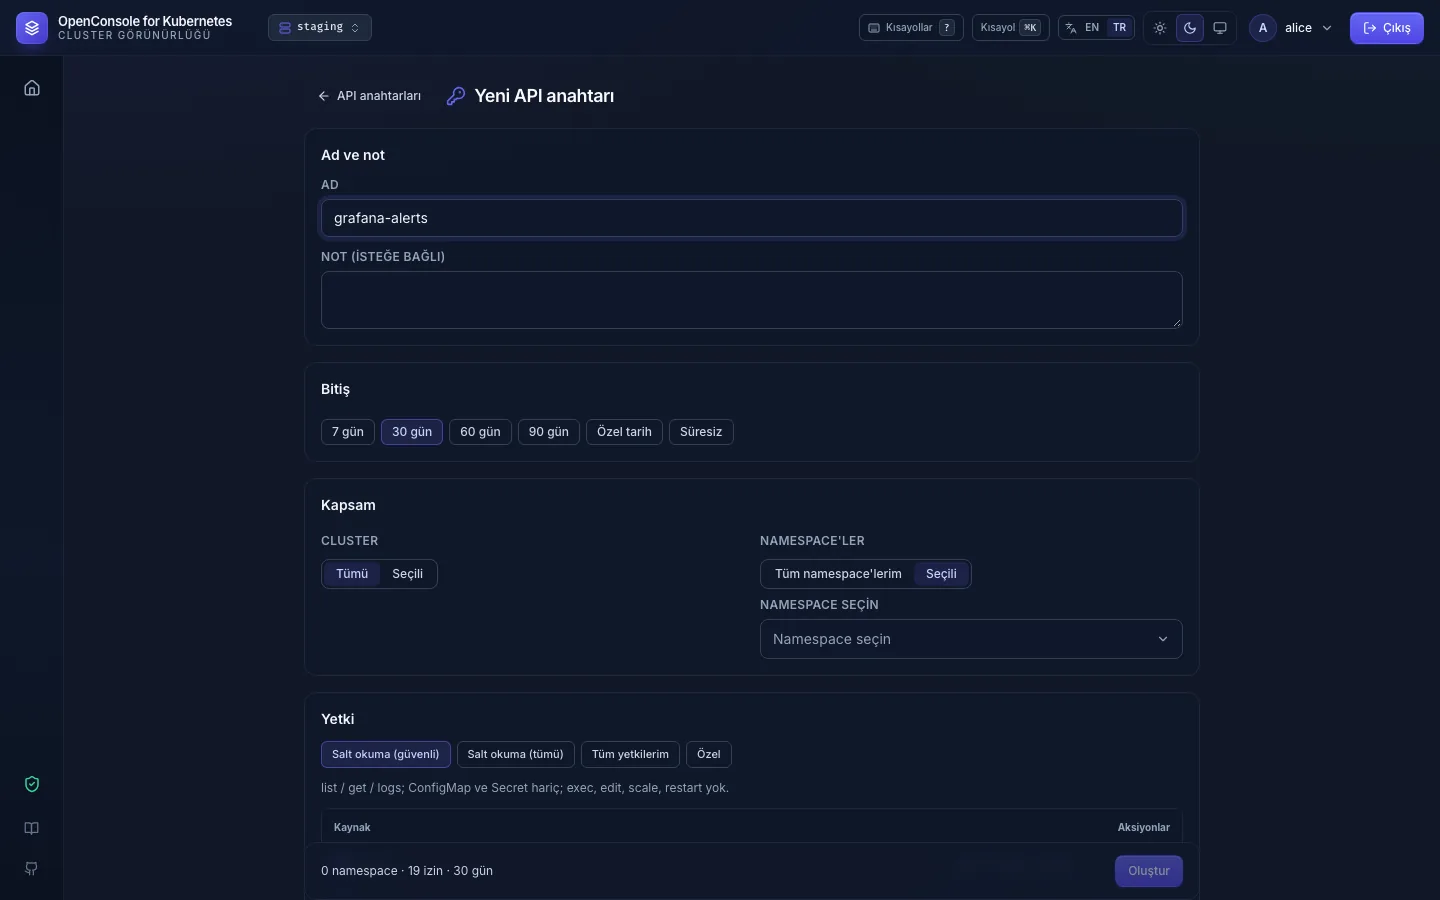 OpenConsole for Kubernetes
CLUSTER GÖRÜNÜRLÜĞÜ
staging
Kısayollar ?
Kısayol ⌘K
EN TR
A alice
Çıkış
API anahtarları
Yeni API anahtarı
Ad ve not
AD
grafana-alerts
NOT (İSTEĞE BAĞLI)
Bitiş
7 gün 30 gün 60 gün 90 gün Özel tarih Süresiz
Kapsam
CLUSTER
Tümü Seçili
NAMESPACE'LER
Tüm namespace'lerim Seçili
NAMESPACE SEÇİN
Namespace seçin
Yetki
Salt okuma (güvenli) Salt okuma (tümü) Tüm yetkilerim Özel
list / get / logs; ConfigMap ve Secret hariç; exec, edit, scale, restart yok.
Kaynak Aksiyonlar
0 namespace · 19 izin · 30 gün
Oluştur